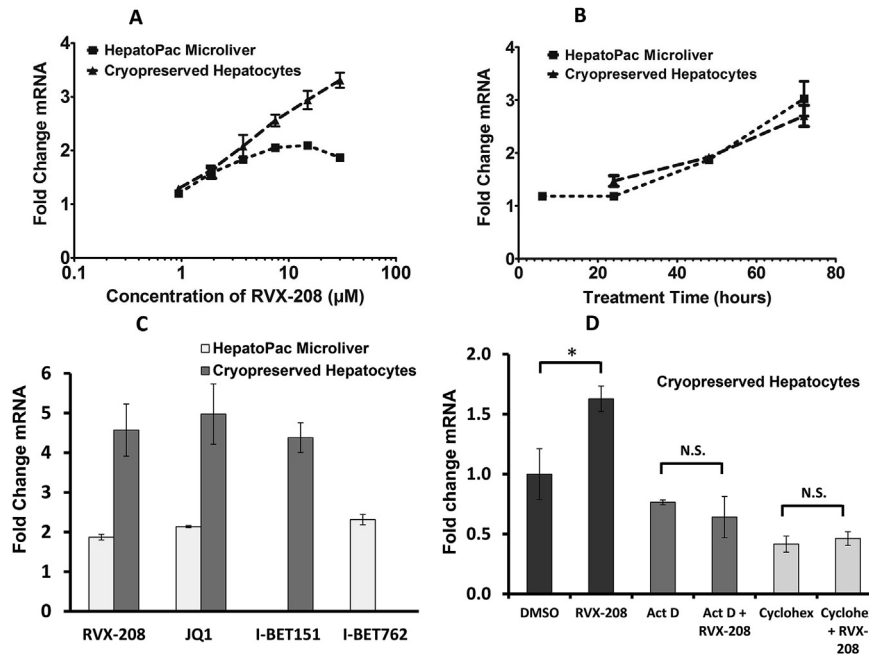 A
Fold Change mRNA
4
3
2
1
0
HepatoPac Microliver
Cryopreserved Hepatocytes
0.1
1
10
100
Concentration of RVX-208 (µM)
B
Fold Change mRNA
4
3
2
1
0
HepatoPac Microliver
Cryopreserved Hepatocytes
0
20
40
60
80
Treatment Time (hours)
C
Fold Change mRNA
6
5
4
3
2
1
0
HepatoPac Microliver
Cryopreserved Hepatocytes
RVX-208
JQ1
I-BET151
I-BET762
D
Fold change mRNA
2.0
1.5
1.0
0.5
0.0
Cryopreserved Hepatocytes
*
N.S.
N.S.
DMSO
RVX-208
Act D
Act D +
RVX-208
Cyclohex
Cyclohe
+ RVX-
208